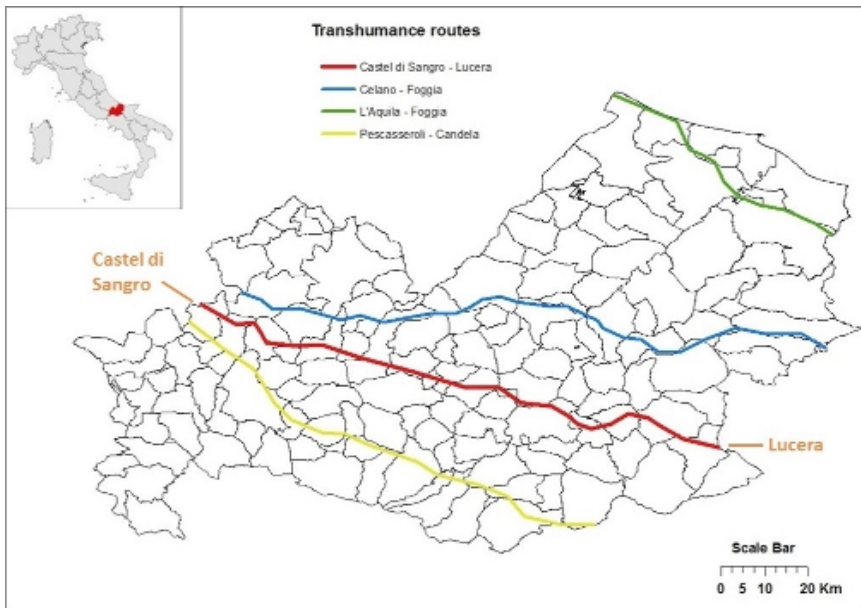 Transhumance routes
Castel di Sangro - Lucera
Celano - Foggia
L'Aquila - Foggia
Pescasseroli - Candela
Castel di
Sangro
Lucera
Scale Bar
0 5 10 20 Km